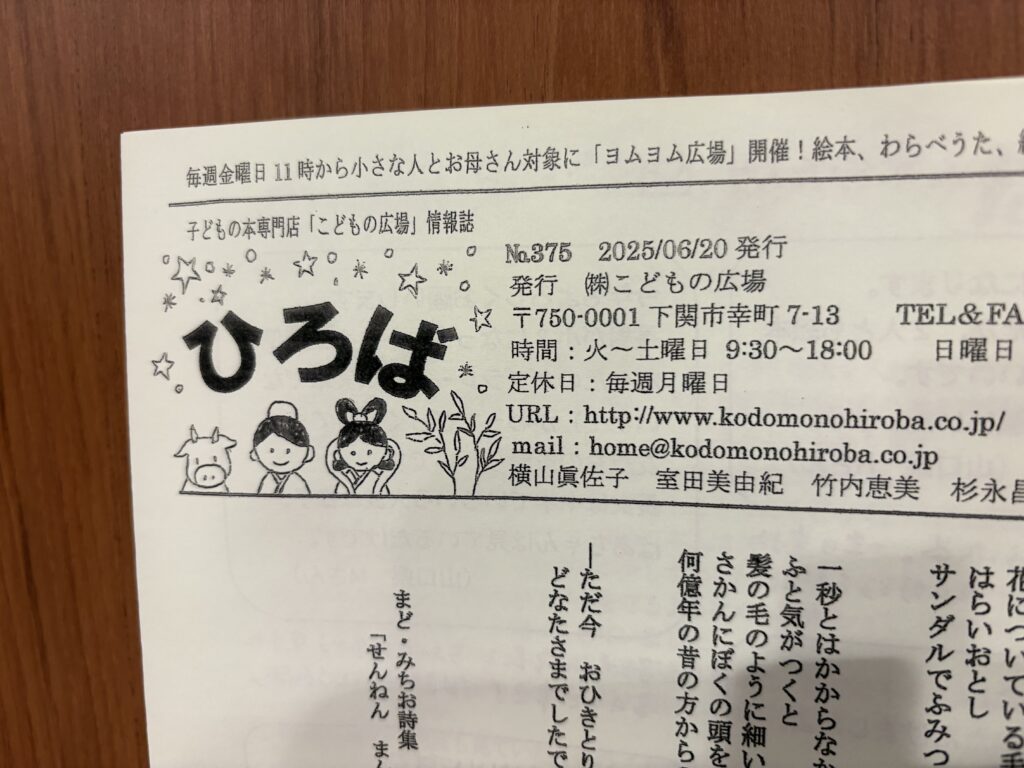 毎週金曜日 11時から小さな人とお母さん対象に「ヨムヨム広場」開催！絵本、わらべうた、
子どもの本専門店「こどもの広場」情報誌
ひろば
№375 2025/06/20 発行
発行 ㈱こどもの広場
〒750-0001 下関市幸町 7-13 TEL＆FA
時間：火～土曜日 9:30～18:00 日曜日
定休日：毎週月曜日
URL：http://www.kodomonohiroba.co.jp/
mail：home@kodomonohiroba.co.jp
横山眞佐子 室田美由紀 竹内恵美 杉永
花についている毛
はらいおとし
サンダルでふみつ
一秒とはかからなか
ふと気がつくと
髪の毛のように細い
さかんにぼくの頭を
何億年の昔の方から
―ただ今 おひきとり
どなたさまでしたで
まど・みちお詩集
「せんねん まん